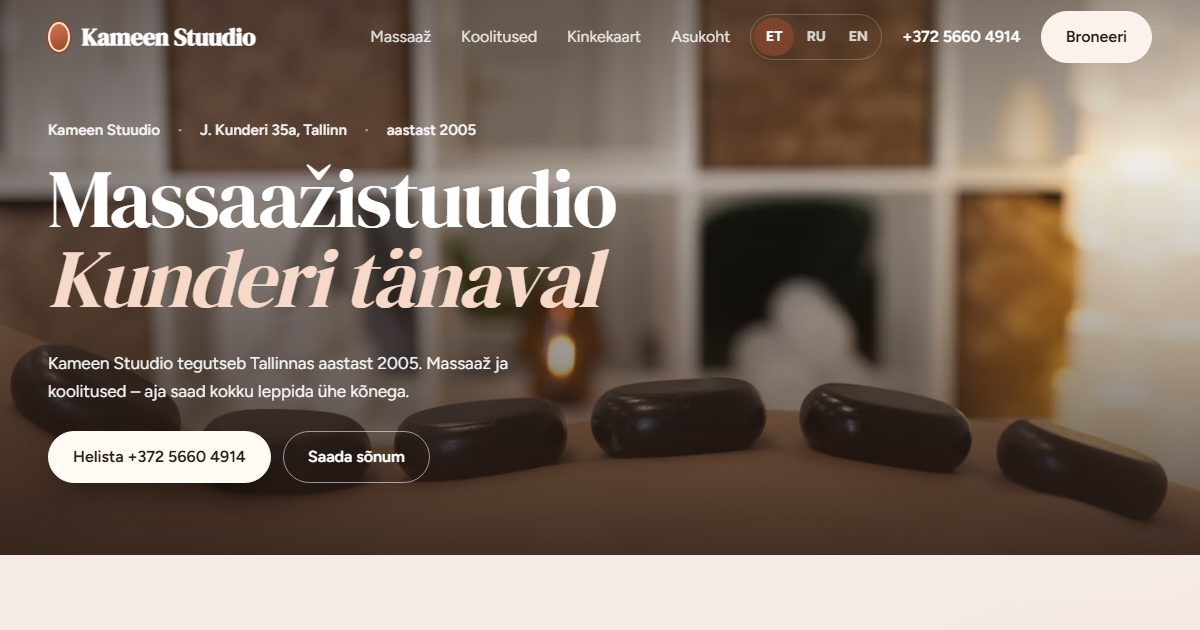 Kameen Stuudio
Massaaž
Koolitused
Kinkekaart
Asukoht
ET
RU
EN
+372 5660 4914
Broneeri
Kameen Stuudio · J. Kunderi 35a, Tallinn · aastast 2005
Massaažistuudio
Kunderi tänaval
Kameen Stuudio tegutseb Tallinnas aastast 2005. Massaaž ja
koolitused – aja saad kokku leppida ühe kõnega.
Helista +372 5660 4914
Saada sõnum